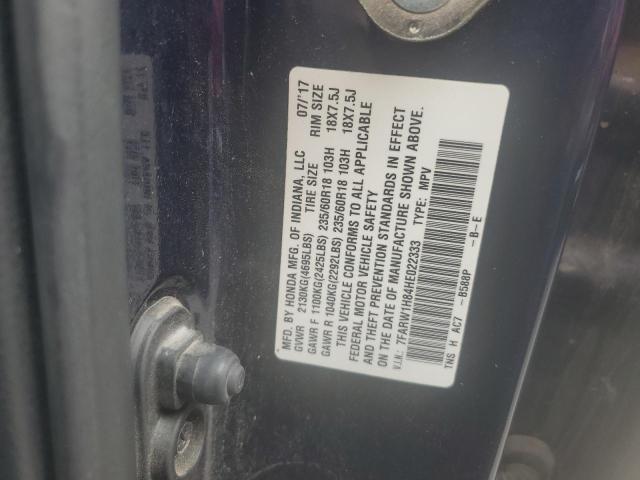 MFD. BY HONDA MFG. OF INDIANA, LLC 07/'17
GVWR 2130KG(4695LBS) TIRE SIZE RIM SIZE
GAWR F 1100KG(2425LBS) 235/60R18 103H 18X7.5J
GAWR R 1040KG(2292LBS) 235/60R18 103H 18X7.5J
THIS VEHICLE CONFORMS TO ALL APPLICABLE
FEDERAL MOTOR VEHICLE SAFETY
AND THEFT PREVENTION STANDARDS IN EFFECT
ON THE DATE OF MANUFACTURE SHOWN ABOVE.
V.I.N.: 7FARW1H84HE022333 TYPE: MPV
TNS H AC7 -B588P -B-E